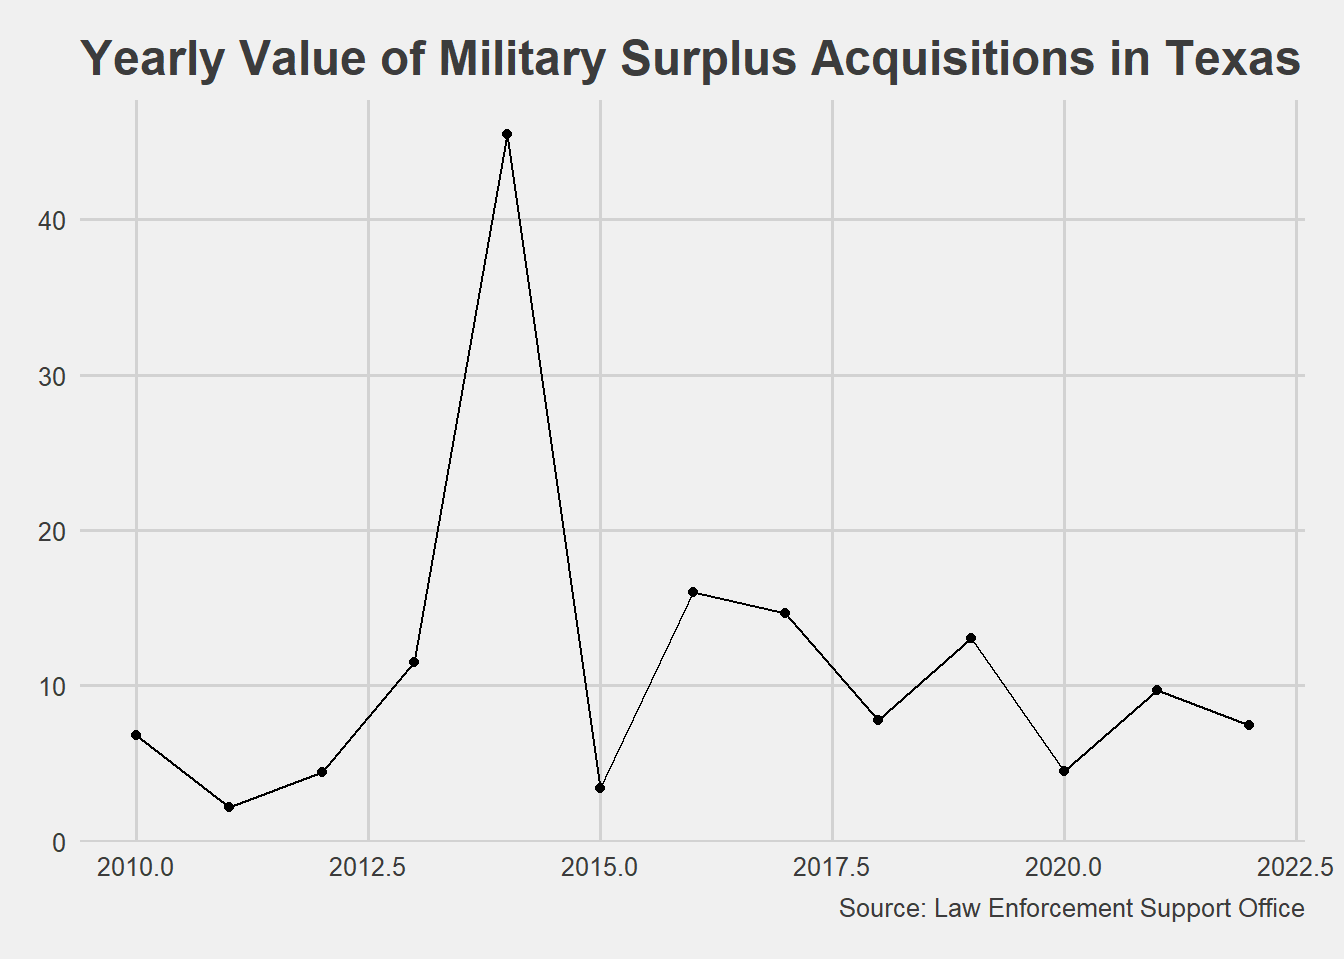 Yearly Value of Military Surplus Acquisitions in Texas
40
30
20
10
0
2010.0 2012.5 2015.0 2017.5 2020.0 2022.5
Source: Law Enforcement Support Office